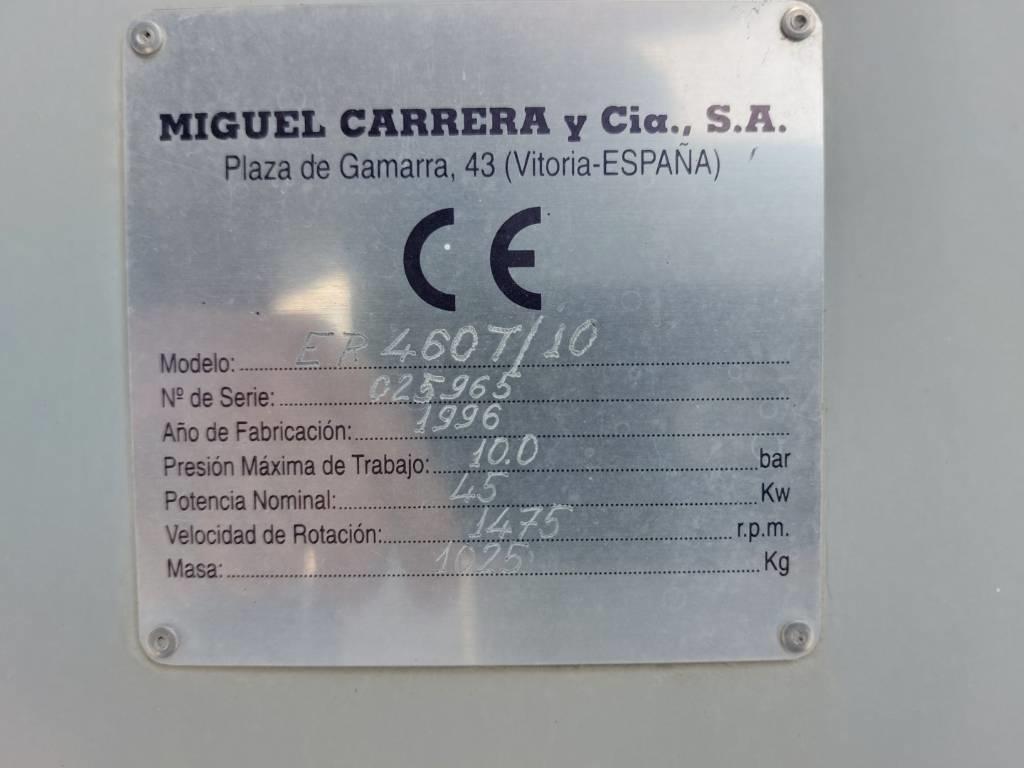 MIGUEL CARRERA y Cia., S.A.
Plaza de Gamarra, 43 (Vitoria-ESPAÑA)
CE
Modelo: ER 460T/10
Nº de Serie: 025965
Año de Fabricación: 1996
Presión Máxima de Trabajo: 10.0 bar
Potencia Nominal: 45 Kw
Velocidad de Rotación: 1475 r.p.m.
Masa: 1025 Kg